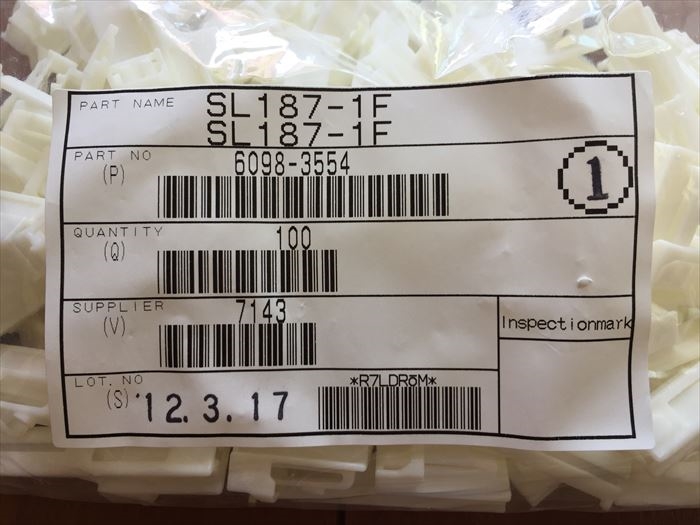 PART NAME SL187-1F
SL187-1F
PART NO 6098-3554
(P)
1
QUANTITY 100
(Q)
SUPPLIER 7143
(V)
Inspectionmark
LOT. NO *R7LDR6M*
(S) '12.3.17